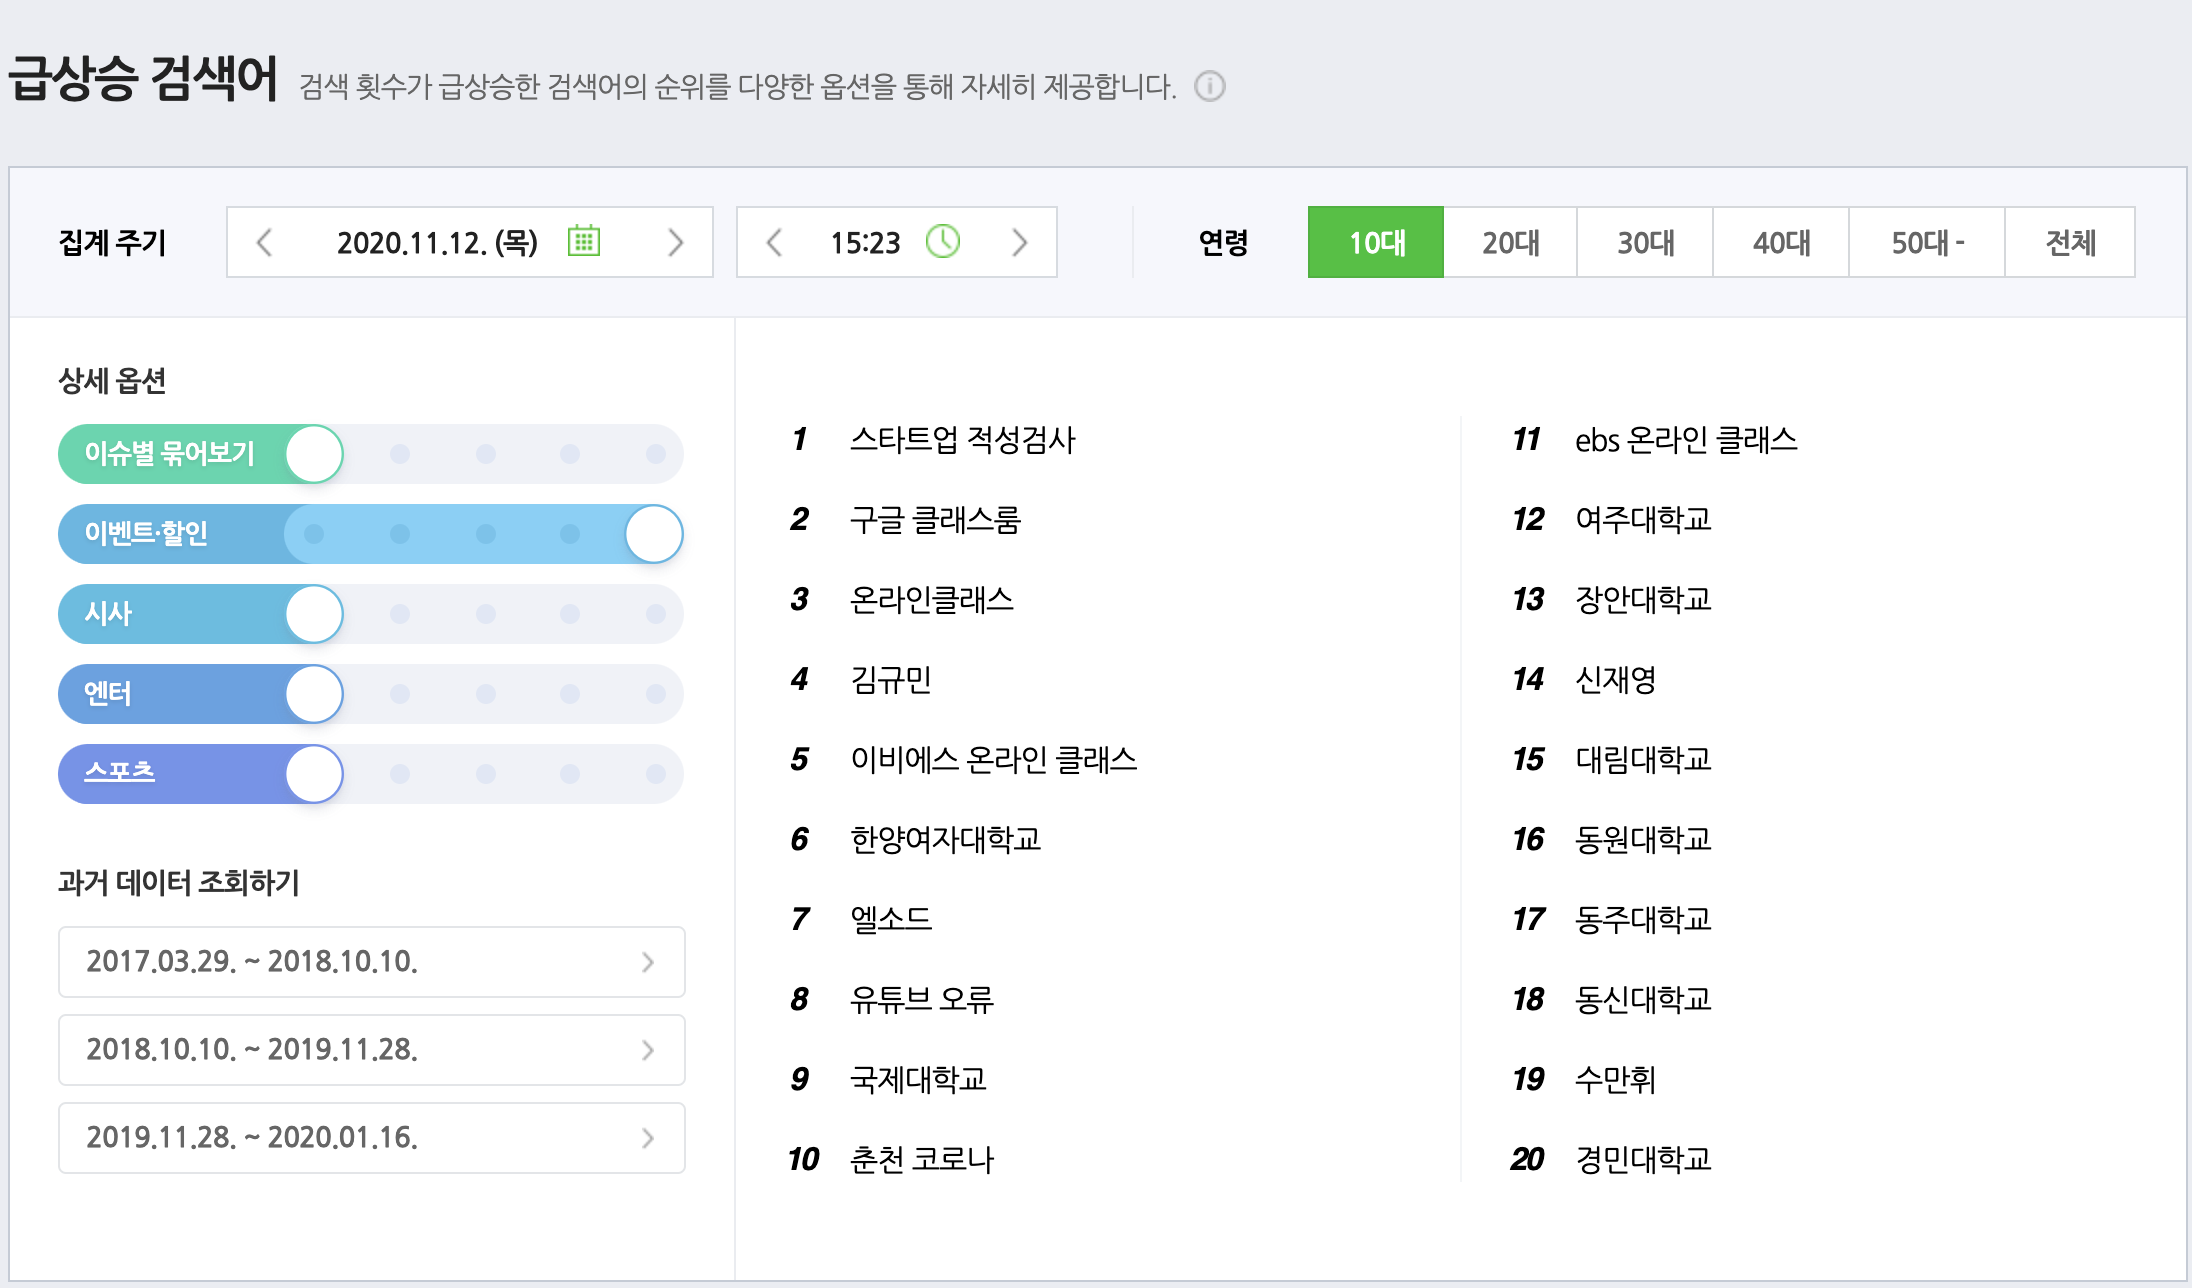 급상승 검색어 검색 횟수가 급상승한 검색어의 순위를 다양한 옵션을 통해 자세히 제공합니다.
집계 주기 2020.11.12. (목) 15:23 연령 10대 20대 30대 40대 50대 - 전체
상세 옵션
이슈별 묶어보기
이벤트·할인
시사
엔터
스포츠
과거 데이터 조회하기
2017.03.29. ~ 2018.10.10.
2018.10.10. ~ 2019.11.28.
2019.11.28. ~ 2020.01.16.
1 스타트업 적성검사
2 구글 클래스룸
3 온라인클래스
4 김규민
5 이비에스 온라인 클래스
6 한양여자대학교
7 엘소드
8 유튜브 오류
9 국제대학교
10 춘천 코로나
11 ebs 온라인 클래스
12 여주대학교
13 장안대학교
14 신재영
15 대림대학교
16 동원대학교
17 동주대학교
18 동신대학교
19 수만휘
20 경민대학교